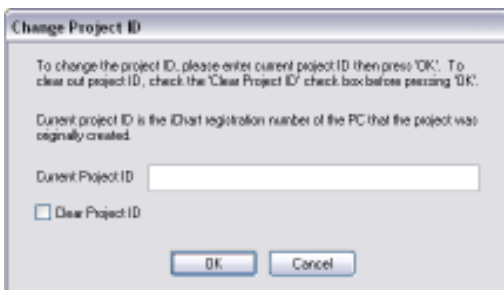 Change Project ID
To change the project ID, please enter current project ID then press 'OK'. To
clear out project ID, check the 'Clear Project ID' check box before pressing 'OK'.
Current project ID is the iChart registration number of the PC that the project was
originally created.
Current Project ID
Clear Project ID
OK
Cancel